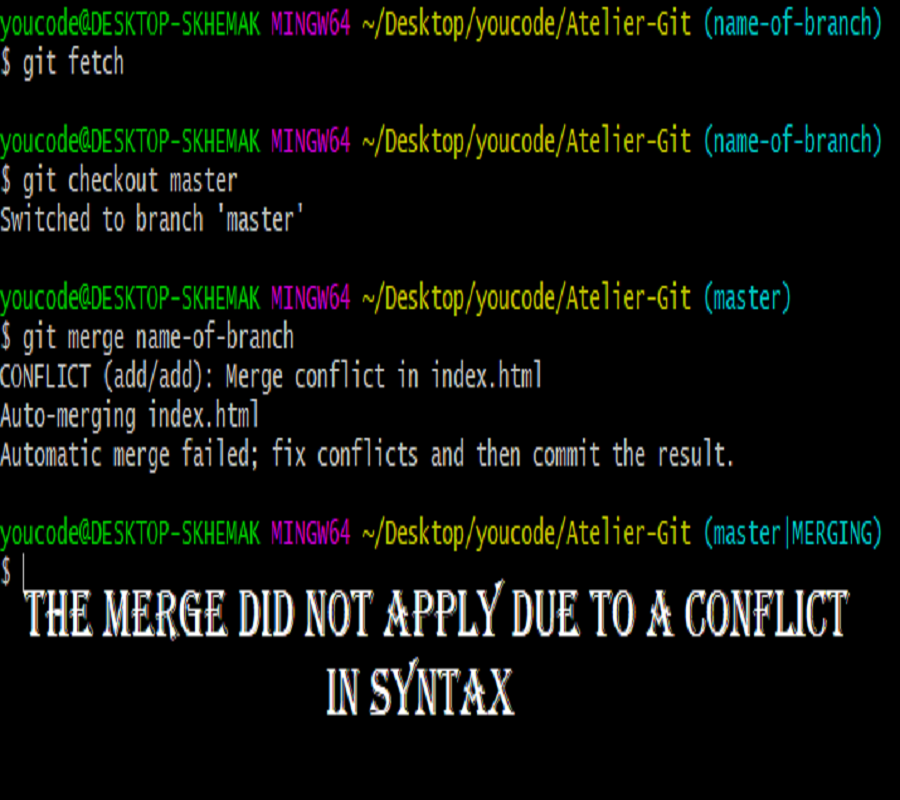 youcode@DESKTOP-SKHEMAK MINGW64 ~/Desktop/youcode/Atelier-Git (name-of-branch)
$ git fetch
youcode@DESKTOP-SKHEMAK MINGW64 ~/Desktop/youcode/Atelier-Git (name-of-branch)
$ git checkout master
Switched to branch 'master'
youcode@DESKTOP-SKHEMAK MINGW64 ~/Desktop/youcode/Atelier-Git (master)
$ git merge name-of-branch
CONFLICT (add/add): Merge conflict in index.html
Auto-merging index.html
Automatic merge failed; fix conflicts and then commit the result.
youcode@DESKTOP-SKHEMAK MINGW64 ~/Desktop/youcode/Atelier-Git (master|MERGING)
$
THE MERGE DID NOT APPLY DUE TO A CONFLICT
IN SYNTAX